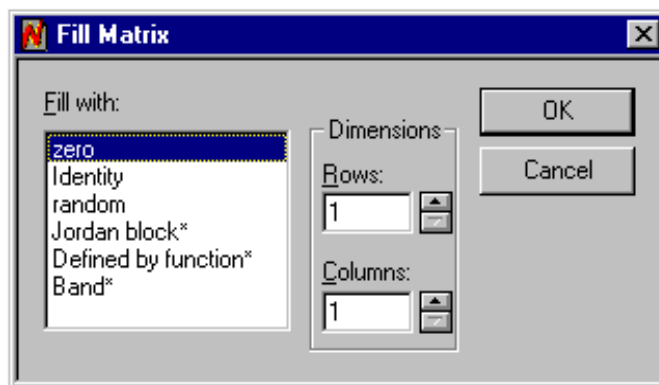 Fill Matrix
Fill with:
zero
Identity
random
Jordan block*
Defined by function*
Band*
Dimensions
Rows:
1
Columns:
1
OK
Cancel